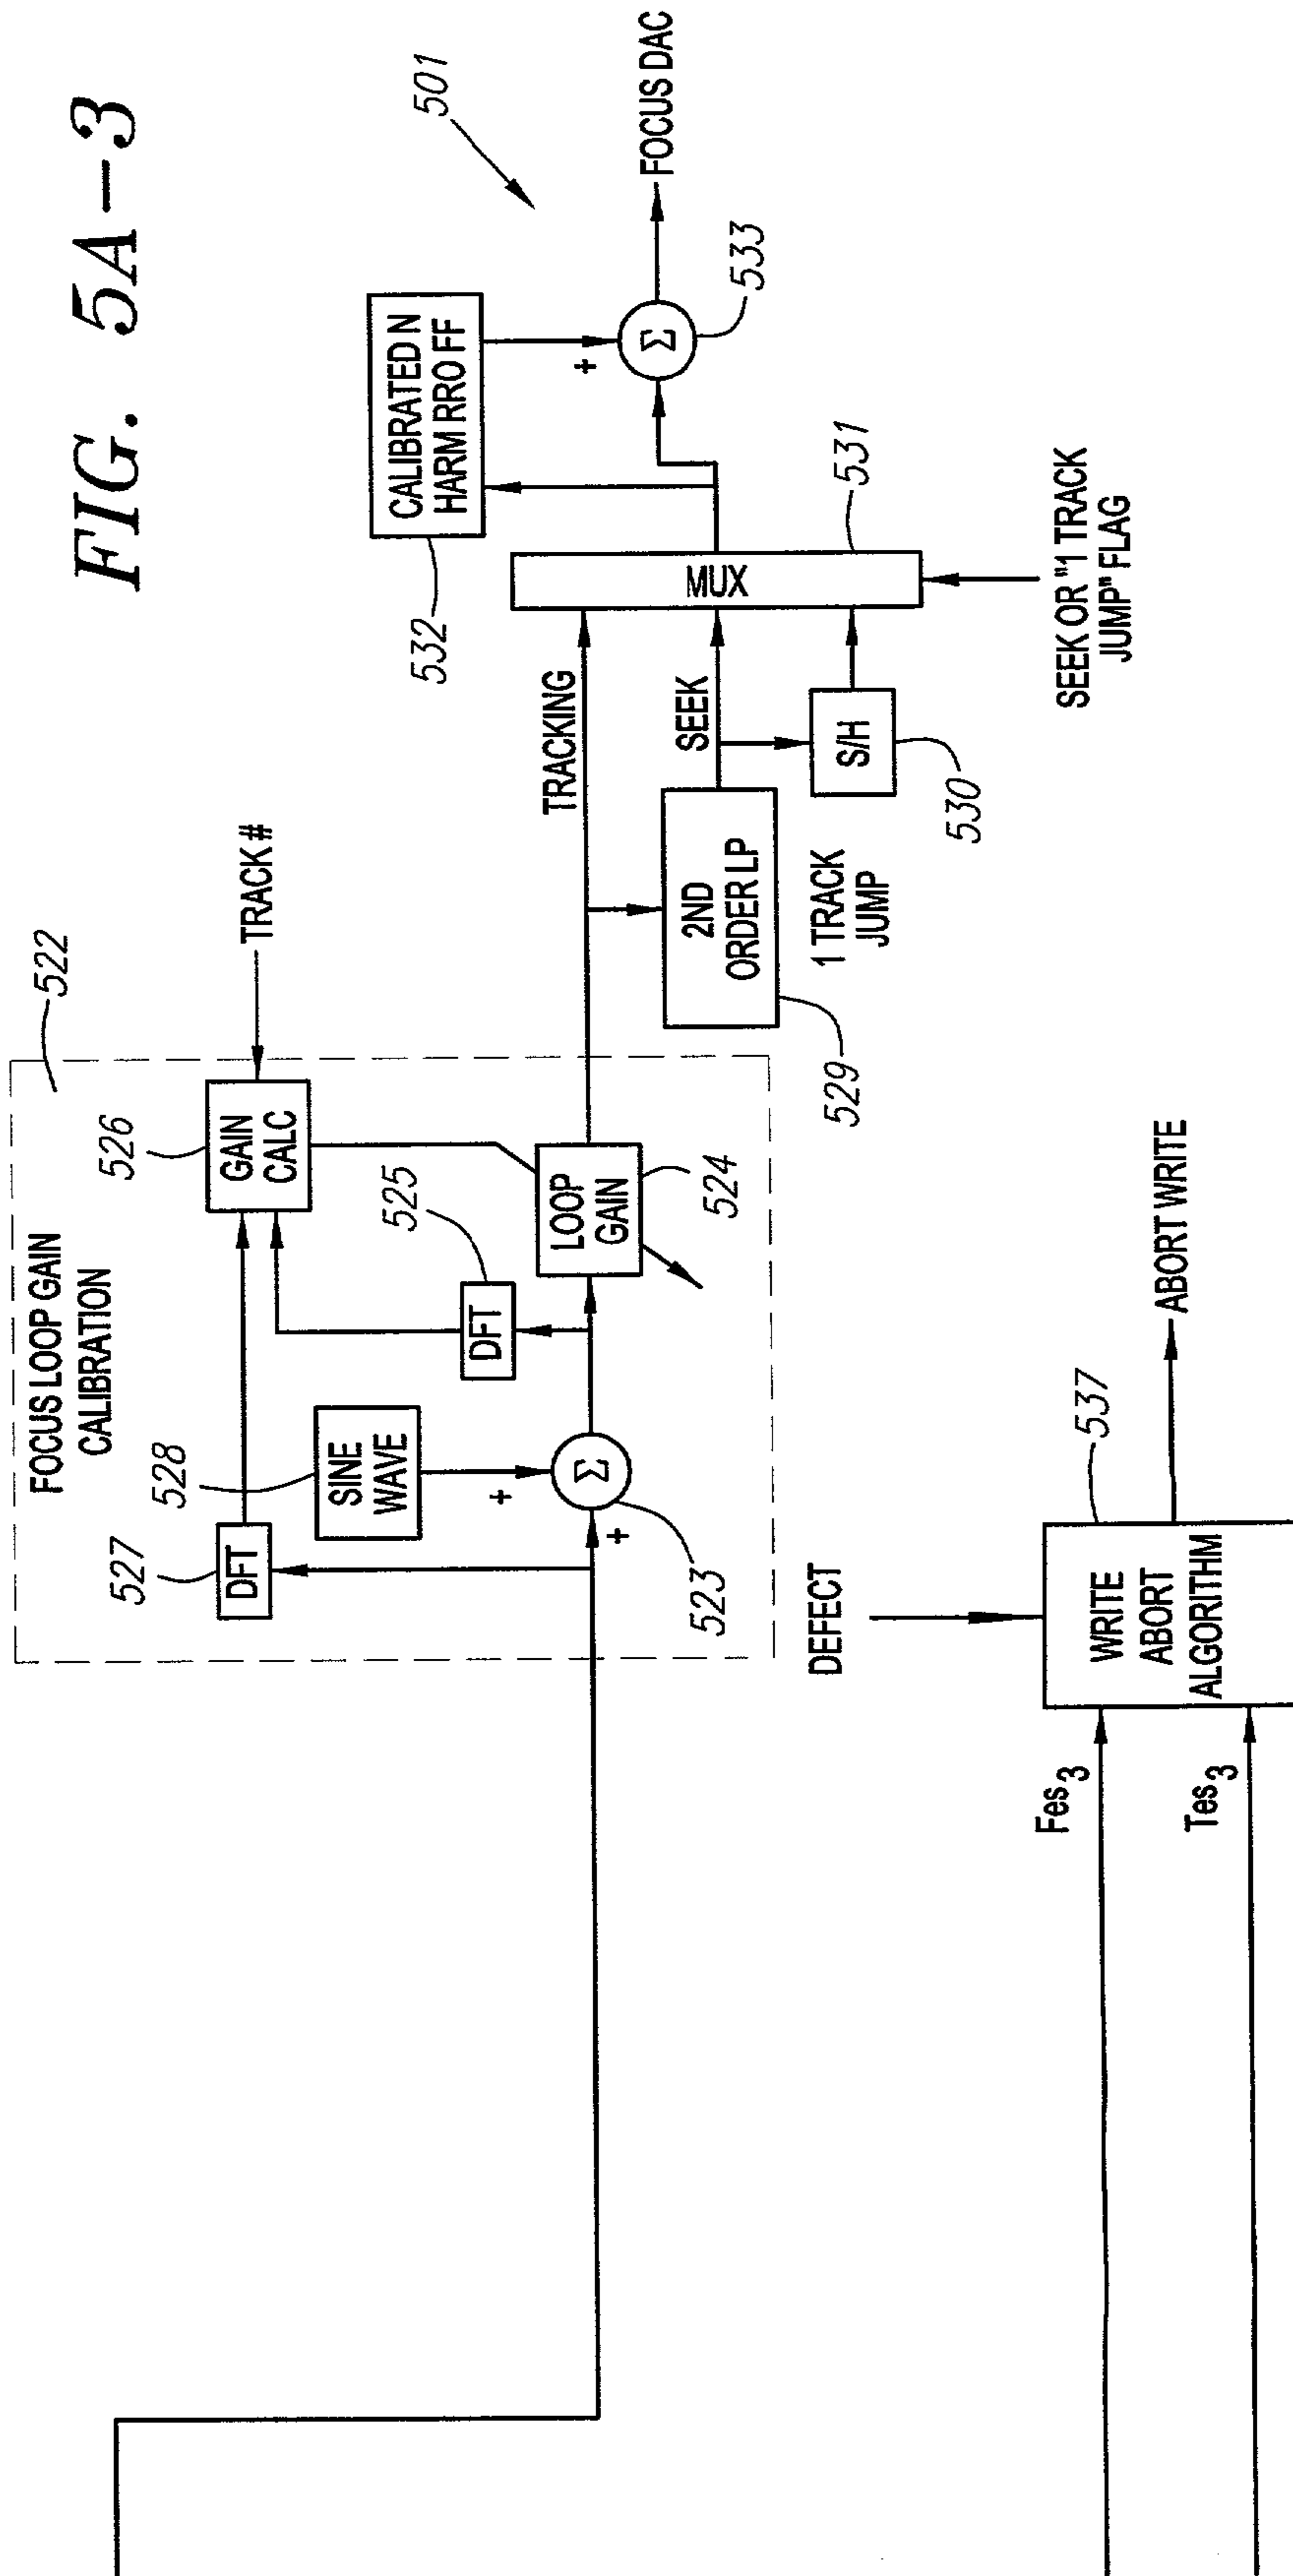 FIG. 5A-3
501
FOCUS DAC
533
Σ
+
CALIBRATED N
HARM RRO FF
532
531
MUX
SEEK OR "1 TRACK
JUMP" FLAG
TRACKING
SEEK
S/H
530
2ND
ORDER LP
1 TRACK
JUMP
529
TRACK #
522
FOCUS LOOP GAIN
CALIBRATION
526
GAIN
CALC
525
DFT
LOOP
GAIN
524
528
SINE
WAVE
+
Σ
+
523
527
DFT
DEFECT
537
WRITE
ABORT
ALGORITHM
ABORT WRITE
Fes3
Tes3